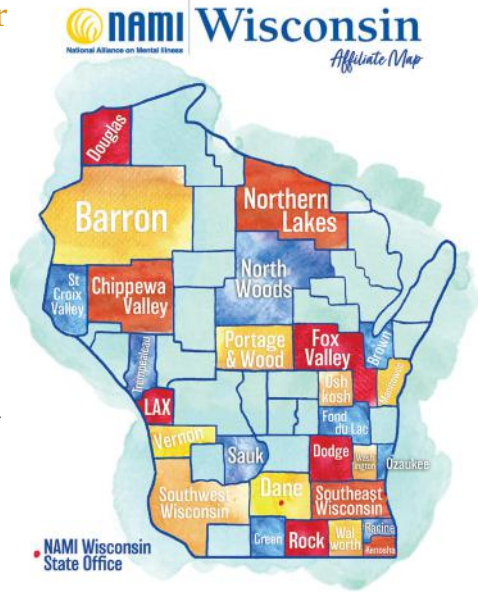 r
nami Wisconsin
National Alliance on Mental Illness
Affiliate Map
Douglas
Barron
Northern
Lakes
St
Croix
Valley
Chippewa
Valley
North
Woods
Trempealeau
Portage
& Wood
Fox
Valley
Brown
Osh
kosh
Manitowoc
LAX
Fond
du Lac
Vernon
Sauk
Dodge
Wash
ington
Ozaukee
Southwest
Wisconsin
Dane
Southeast
Wisconsin
Green
Rock
Wal
worth
Racine
Kenosha
NAMI Wisconsin
State Office